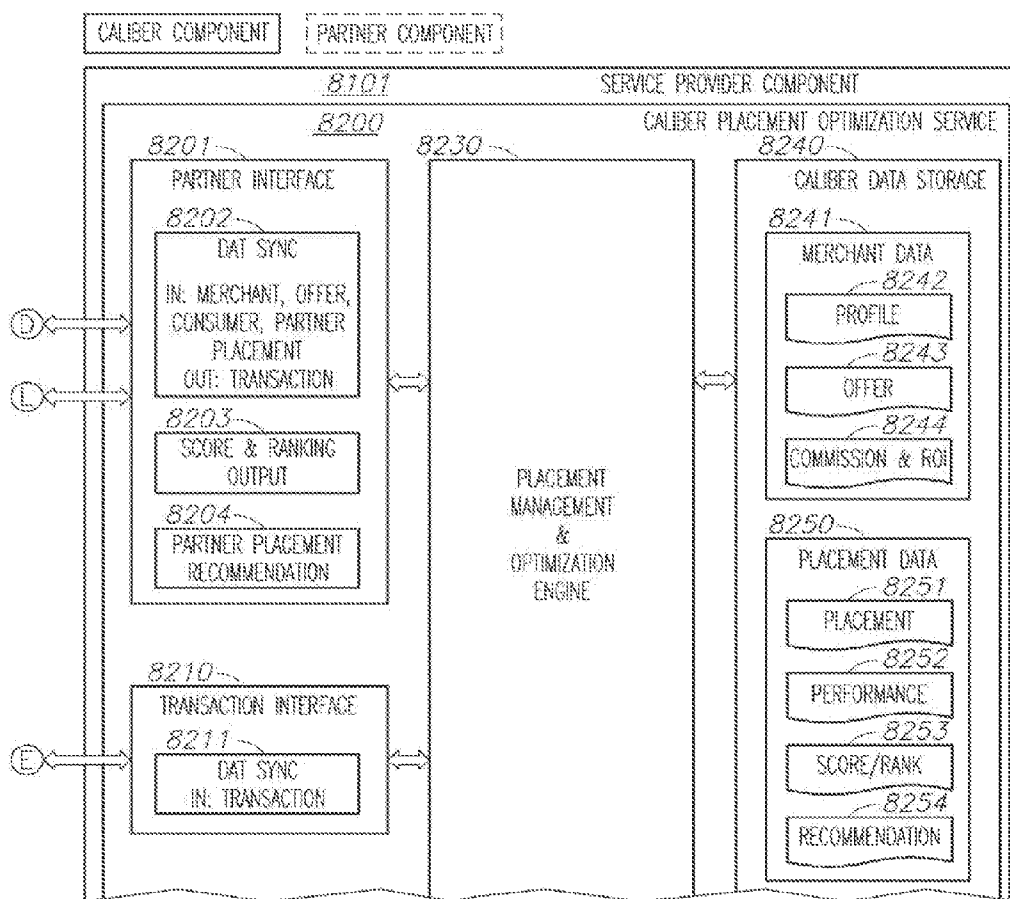 CALIBER COMPONENT
PARTNER COMPONENT
8101
SERVICE PROVIDER COMPONENT
8200
CALIBER PLACEMENT OPTIMIZATION SERVICE
8201
PARTNER INTERFACE
8202
DAT SYNC
IN: MERCHANT, OFFER,
CONSUMER, PARTNER
PLACEMENT
OUT: TRANSACTION
8203
SCORE & RANKING
OUTPUT
8204
PARTNER PLACEMENT
RECOMMENDATION
D
L
8210
TRANSACTION INTERFACE
8211
DAT SYNC
IN: TRANSACTION
E
8230
PLACEMENT
MANAGEMENT
&
OPTIMIZATION
ENGINE
8240
CALIBER DATA STORAGE
8241
MERCHANT DATA
8242
PROFILE
8243
OFFER
8244
COMMISSION & ROI
8250
PLACEMENT DATA
8251
PLACEMENT
8252
PERFORMANCE
8253
SCORE/RANK
8254
RECOMMENDATION